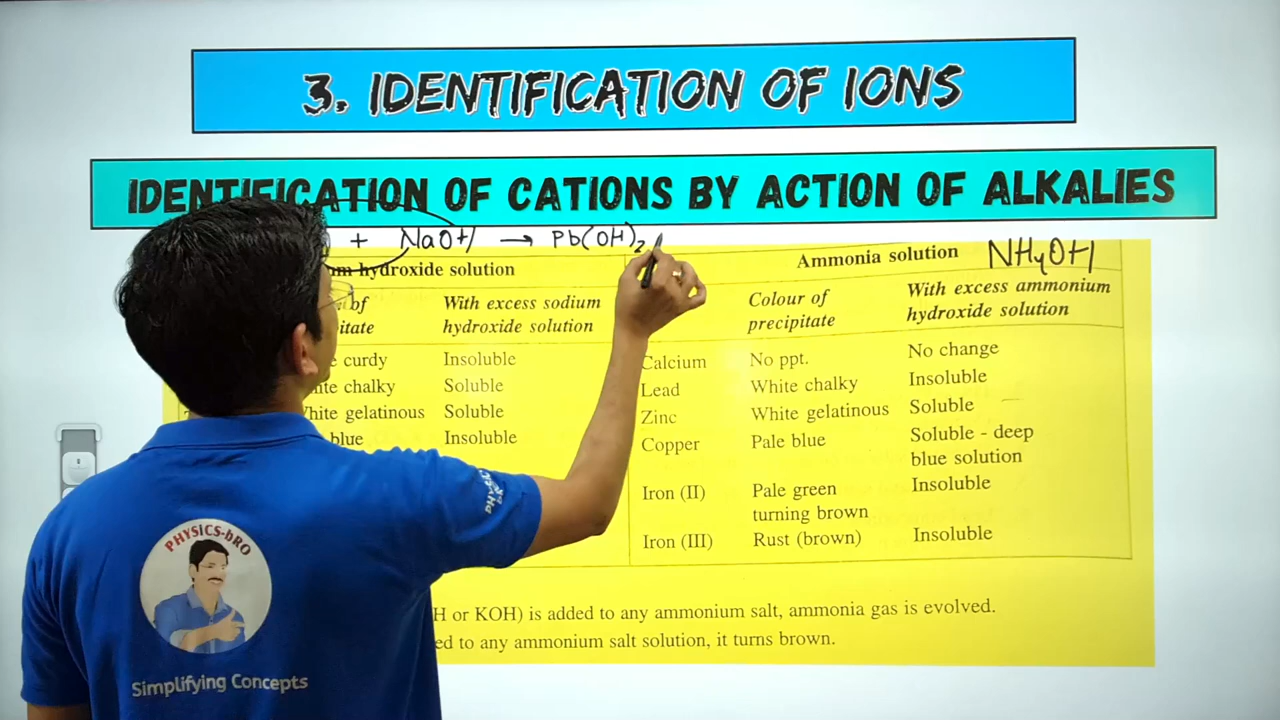 3. IDENTIFICATION OF IONS
IDENTIFICATION OF CATIONS BY ACTION OF ALKALIES
+ NaOH → Pb(OH)2
hydroxide solution
With excess sodium
hydroxide solution
curdy Insoluble
chalky Soluble
White gelatinous Soluble
blue Insoluble
Ammonia solution NH4OH
Colour of precipitate
With excess ammonium hydroxide solution
Calcium No ppt. No change
Lead White chalky Insoluble
Zinc White gelatinous Soluble
Copper Pale blue Soluble - deep
blue solution
Iron (II) Pale green Insoluble
turning brown
Iron (III) Rust (brown) Insoluble
H or KOH) is added to any ammonium salt, ammonia gas is evolved.
ed to any ammonium salt solution, it turns brown.
PHYSICS-bRO
Simplifying Concepts